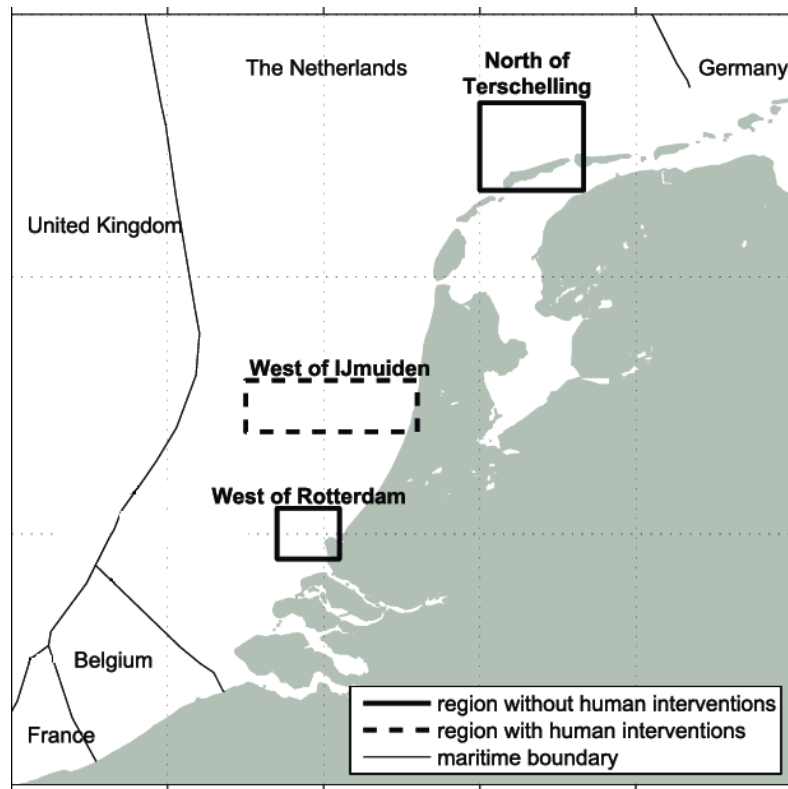 North of
Terschelling
The Netherlands
Germany
United Kingdom
West of IJmuiden
West of Rotterdam
Belgium
France
region without human interventions
region with human interventions
maritime boundary